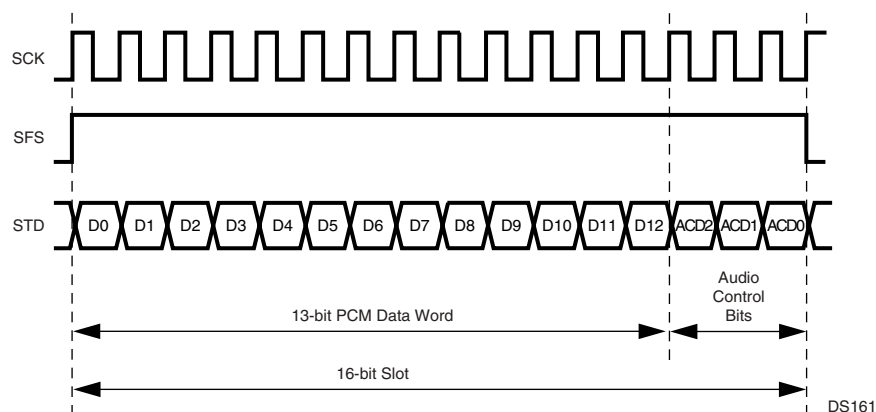 SCK
SFS
STD D0 D1 D2 D3 D4 D5 D6 D7 D8 D9 D10 D11 D12 ACD2 ACD1 ACD0
Audio
Control
Bits
13-bit PCM Data Word
16-bit Slot
DS161